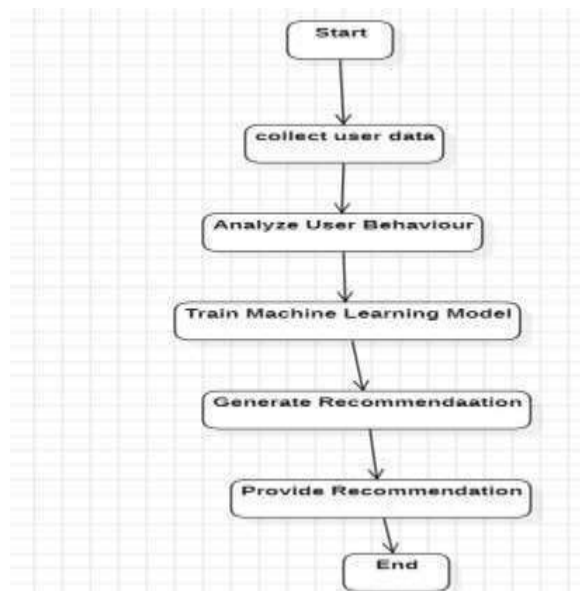 Start
collect user data
Analyze User Behaviour
Train Machine Learning Model
Generate Recommendaation
Provide Recommendation
End